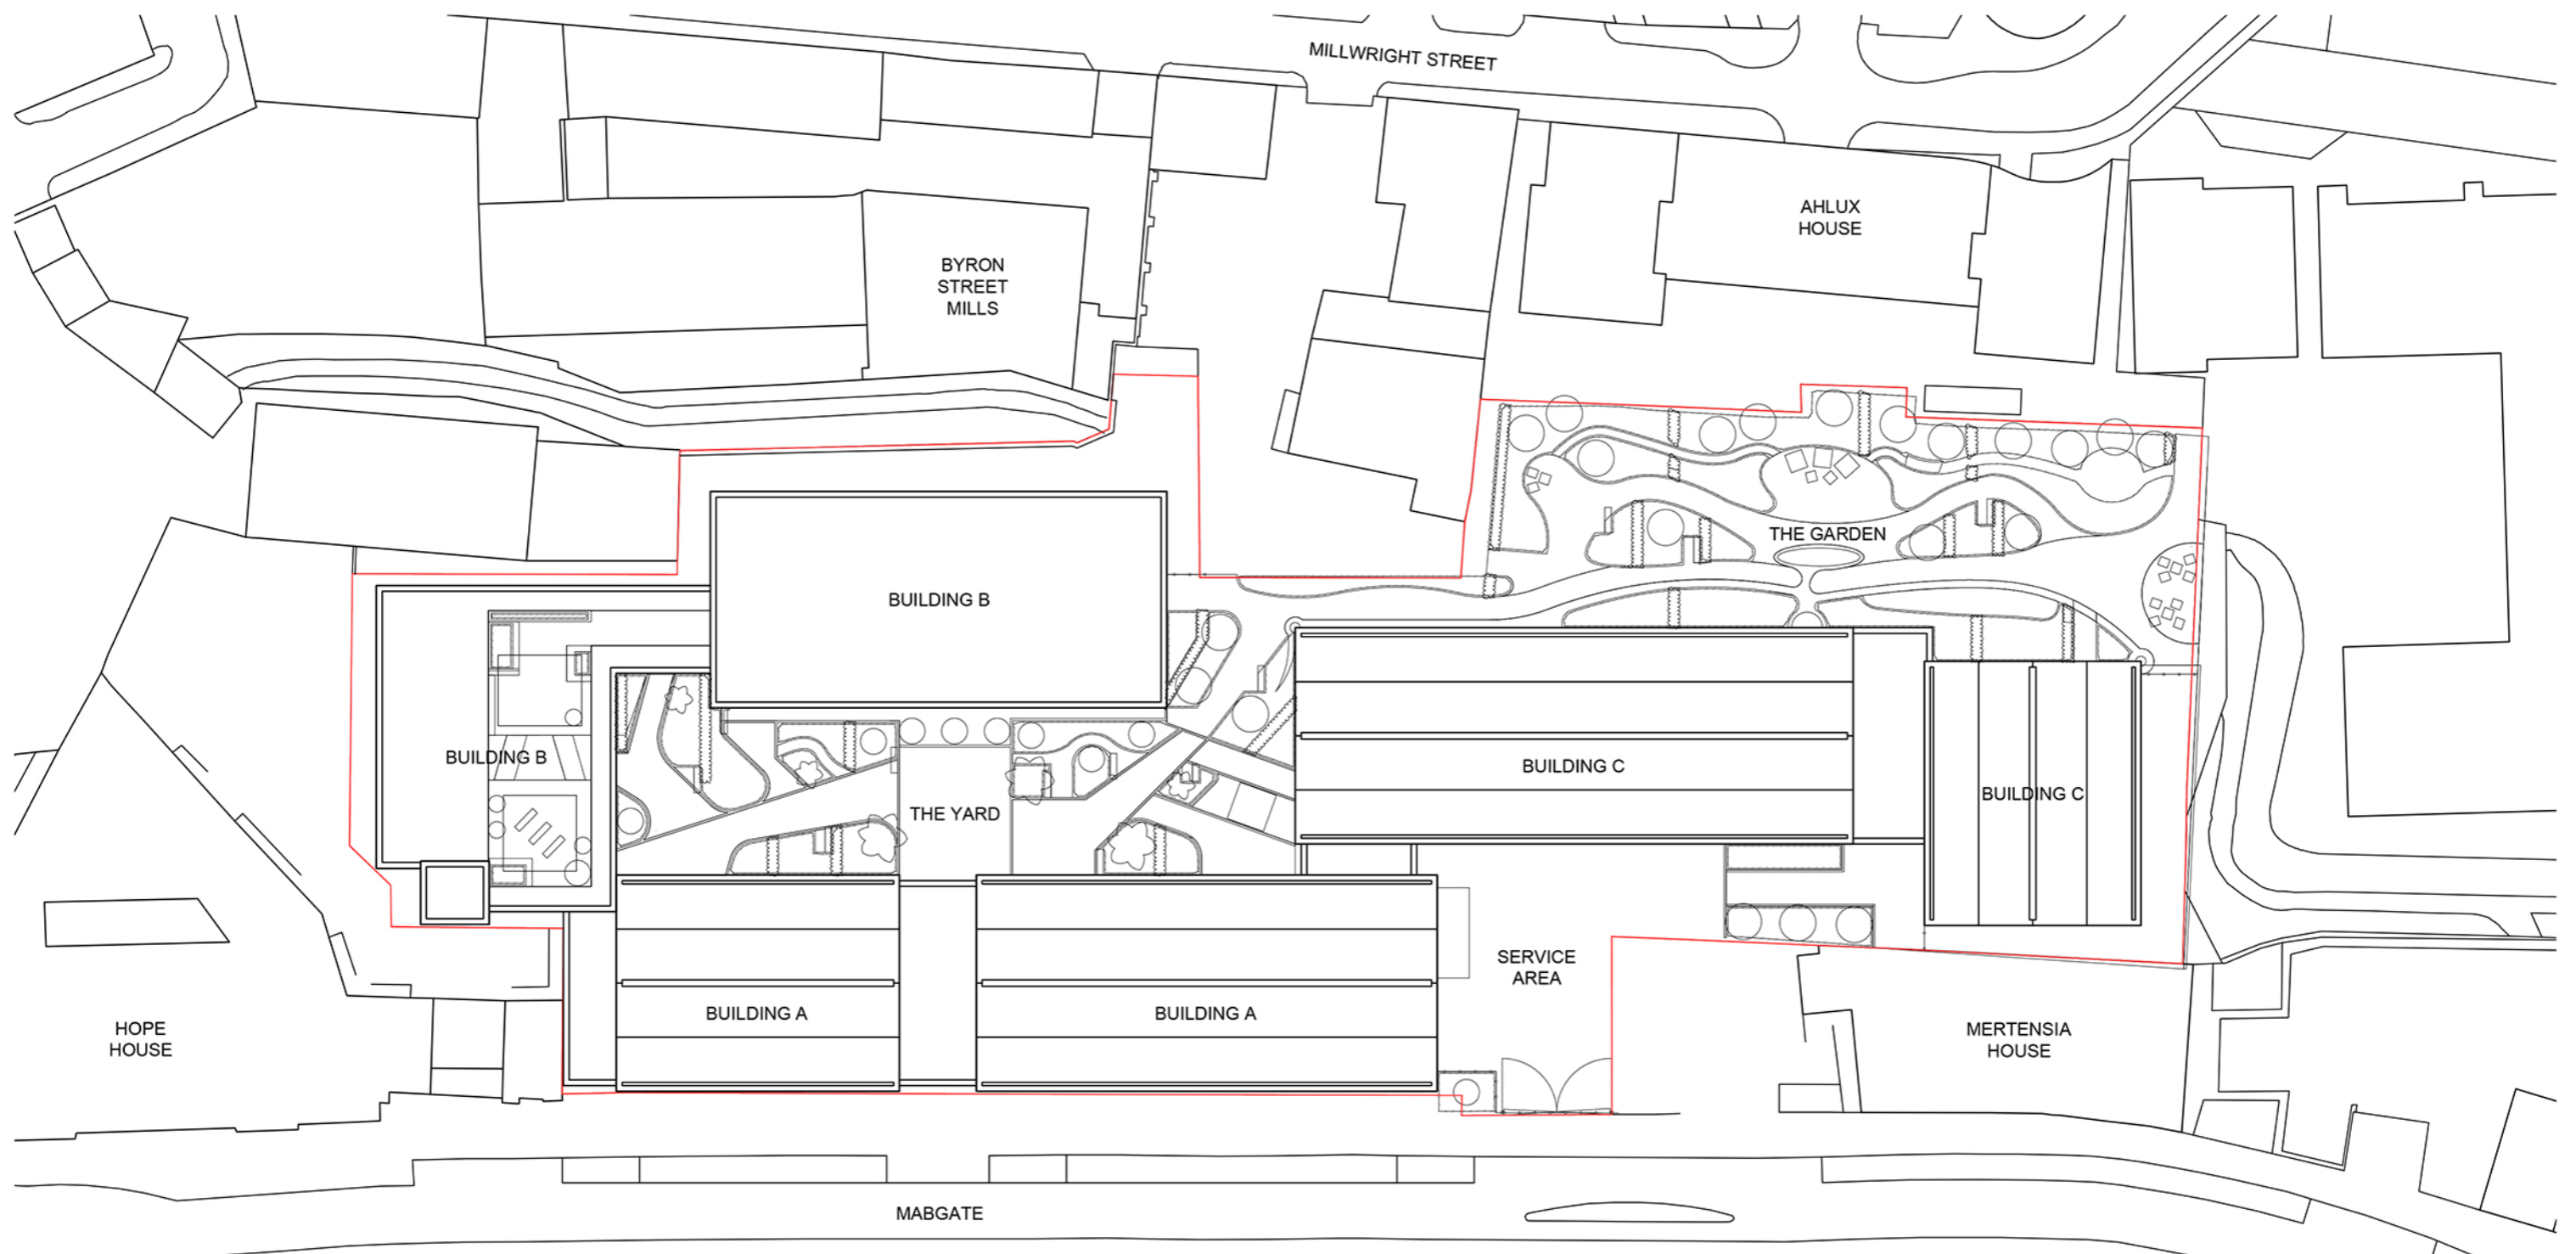 MILLWRIGHT STREET
AHLUX
HOUSE
BYRON
STREET
MILLS
THE GARDEN
BUILDING B
BUILDING B
BUILDING C
BUILDING C
THE YARD
SERVICE
AREA
BUILDING A
BUILDING A
HOPE
HOUSE
MERTENSIA
HOUSE
MABGATE